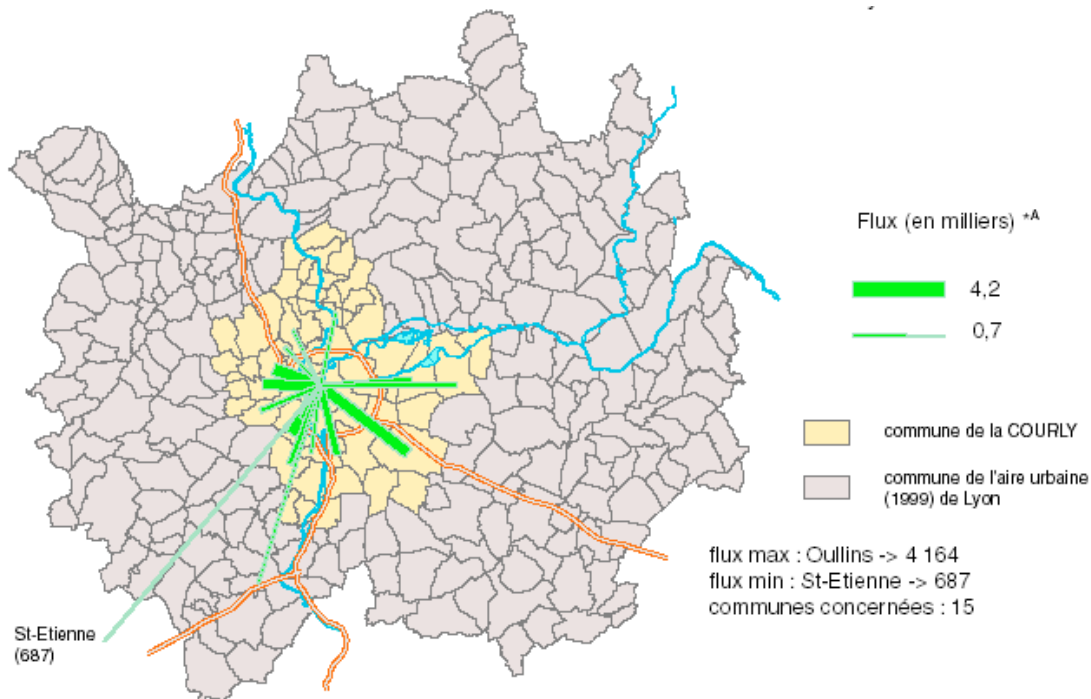 Flux (en milliers) *A
4,2
0,7
commune de la COURLY
commune de l'aire urbaine
(1999) de Lyon
flux max : Oullins -> 4 164
flux min : St-Etienne -> 687
communes concernées : 15
St-Etienne
(687)